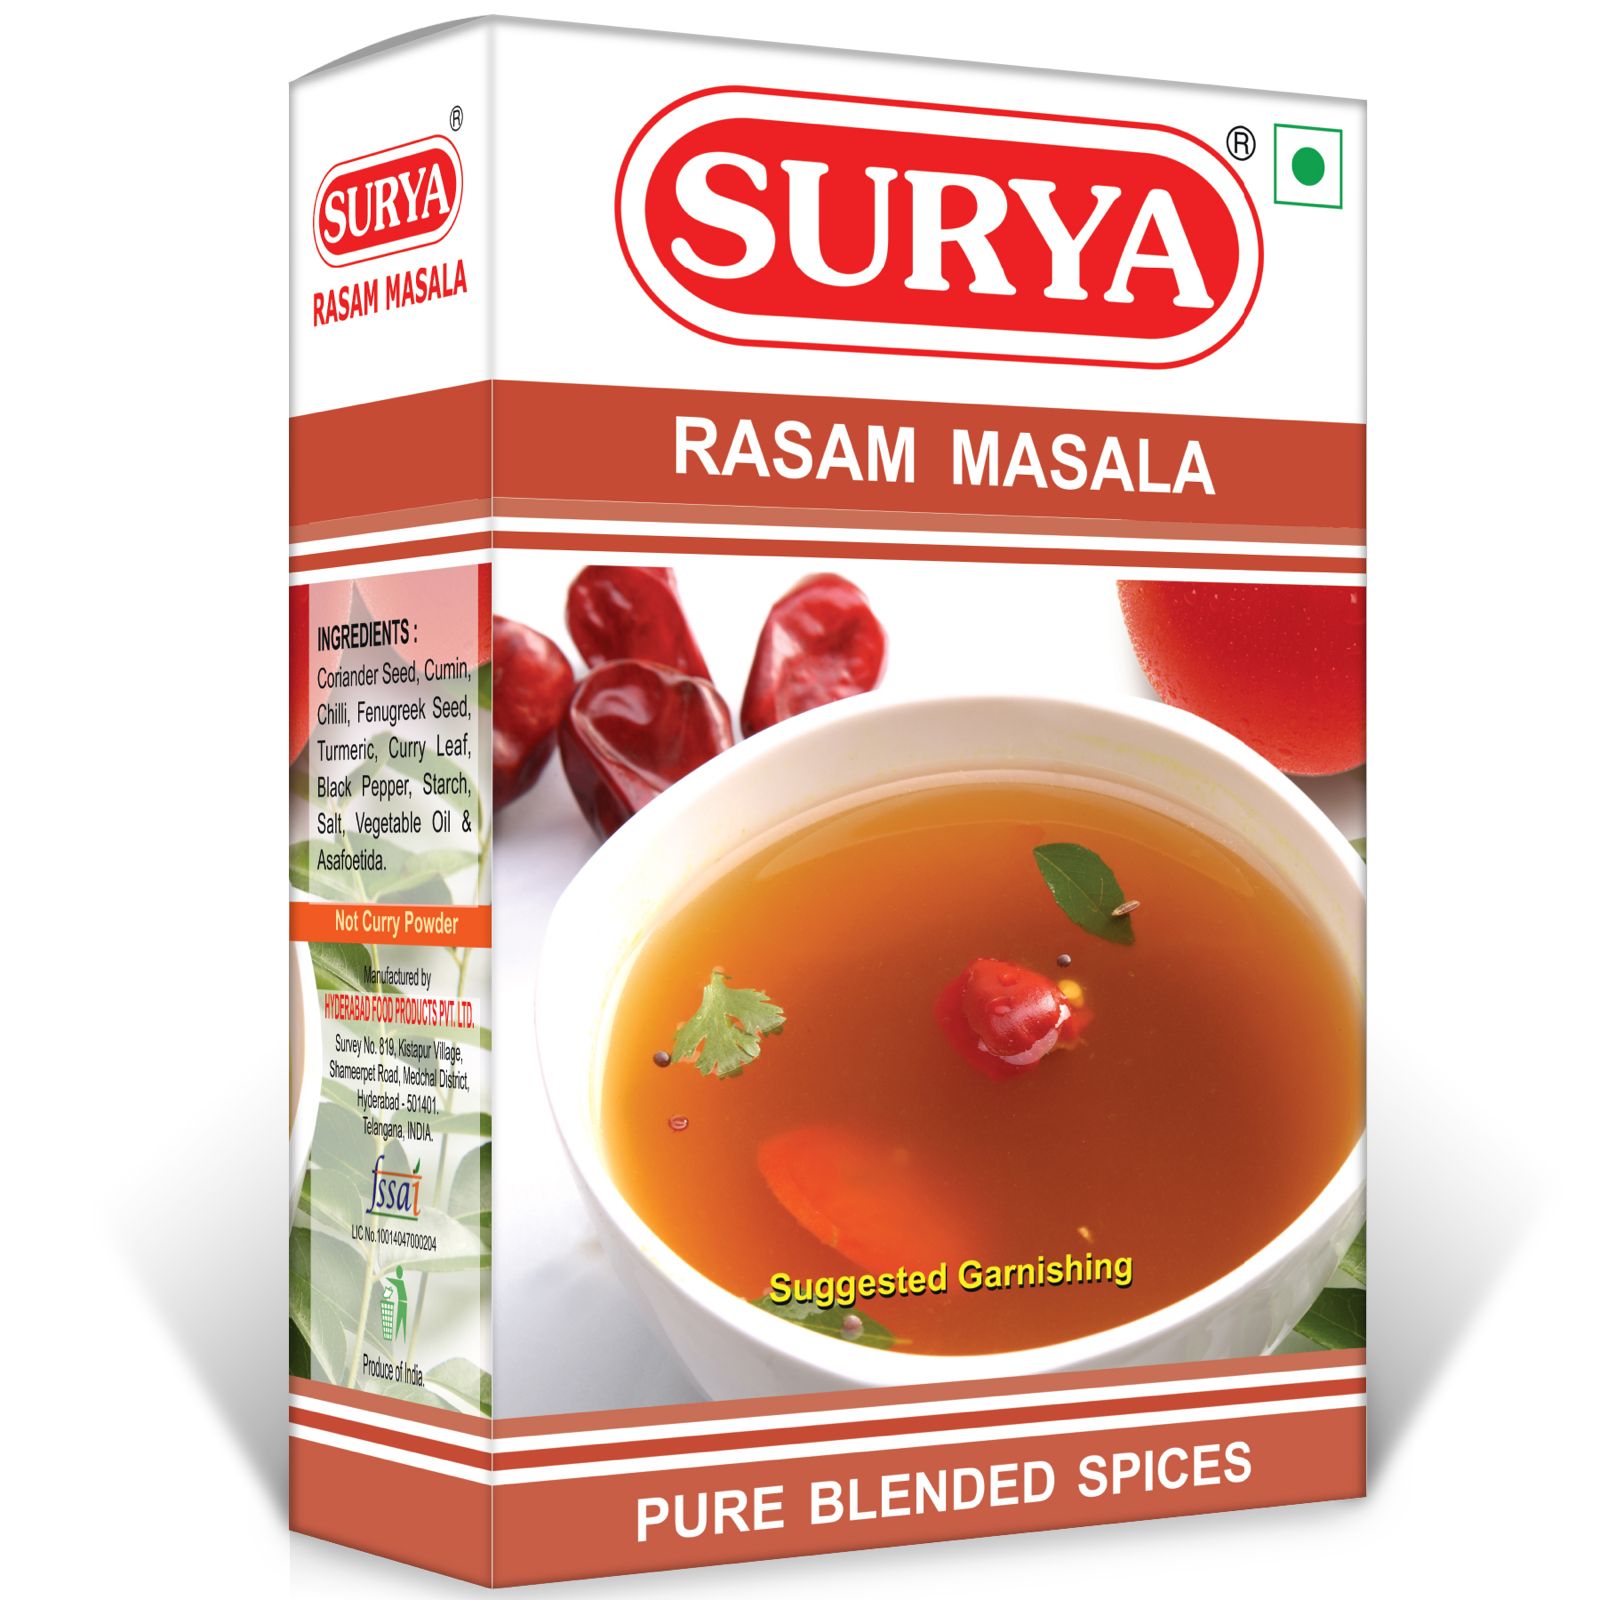 SURYA
®
RASAM MASALA
INGREDIENTS :
Coriander Seed, Cumin,
Chilli, Fenugreek Seed,
Turmeric, Curry Leaf,
Black Pepper, Starch,
Salt, Vegetable Oil &
Asafoetida.
Not Curry Powder
Manufactured by
HYDERABAD FOOD PRODUCTS PVT. LTD.
Survey No. 819, Kistapur Village,
Shameerpet Road, Medchal District,
Hyderabad - 501401.
Telangana, INDIA.
fssai
LIC No.10014047000204
Produce of India.
SURYA
®
RASAM MASALA
Suggested Garnishing
PURE BLENDED SPICES